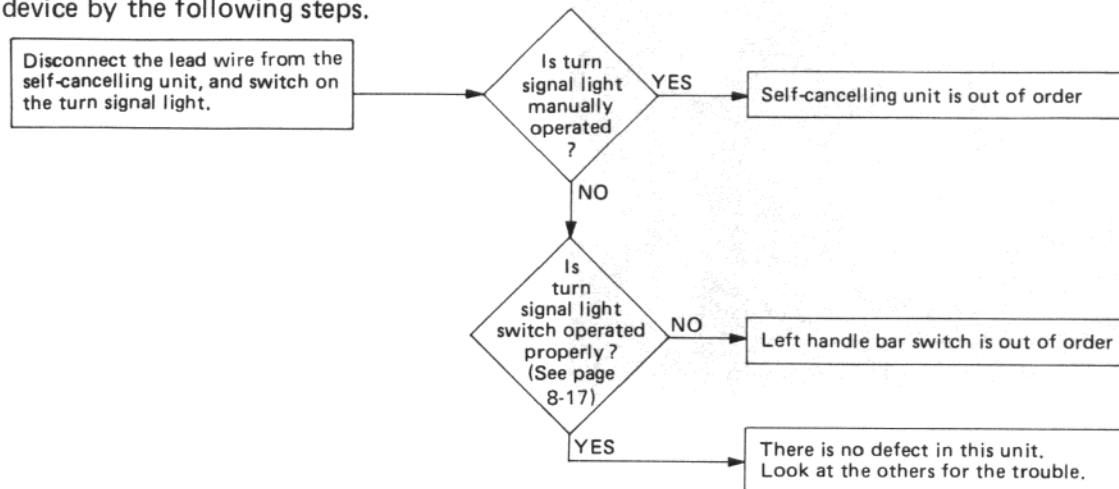 device by the following steps.
Disconnect the lead wire from the
self-cancelling unit, and switch on
the turn signal light.
Is turn
signal light
manually
operated
?
YES
Self-cancelling unit is out of order
NO
Is
turn
signal light
switch operated
properly?
(See page
8-17)
NO
Left handle bar switch is out of order
YES
There is no defect in this unit.
Look at the others for the trouble.